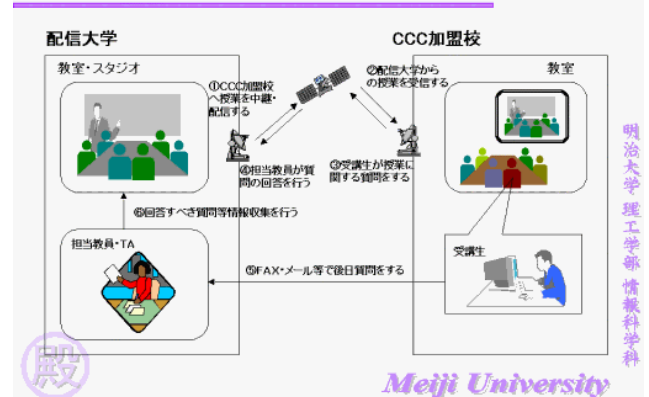 配信大学
CCC加盟校
教室・スタジオ
①CCC加盟校
へ授業を中継・
配信する
②配信大学から
の授業を受信する
教室
④担当教員が質
問の回答を行う
③受講生が授業に
関する質問をする
⑥回答すべき質問等情報収集を行う
担当教員・TA
⑤FAX・メール等で後日質問をする
受講生
明治大学 理工学部 情報科学科
殿
Meiji University